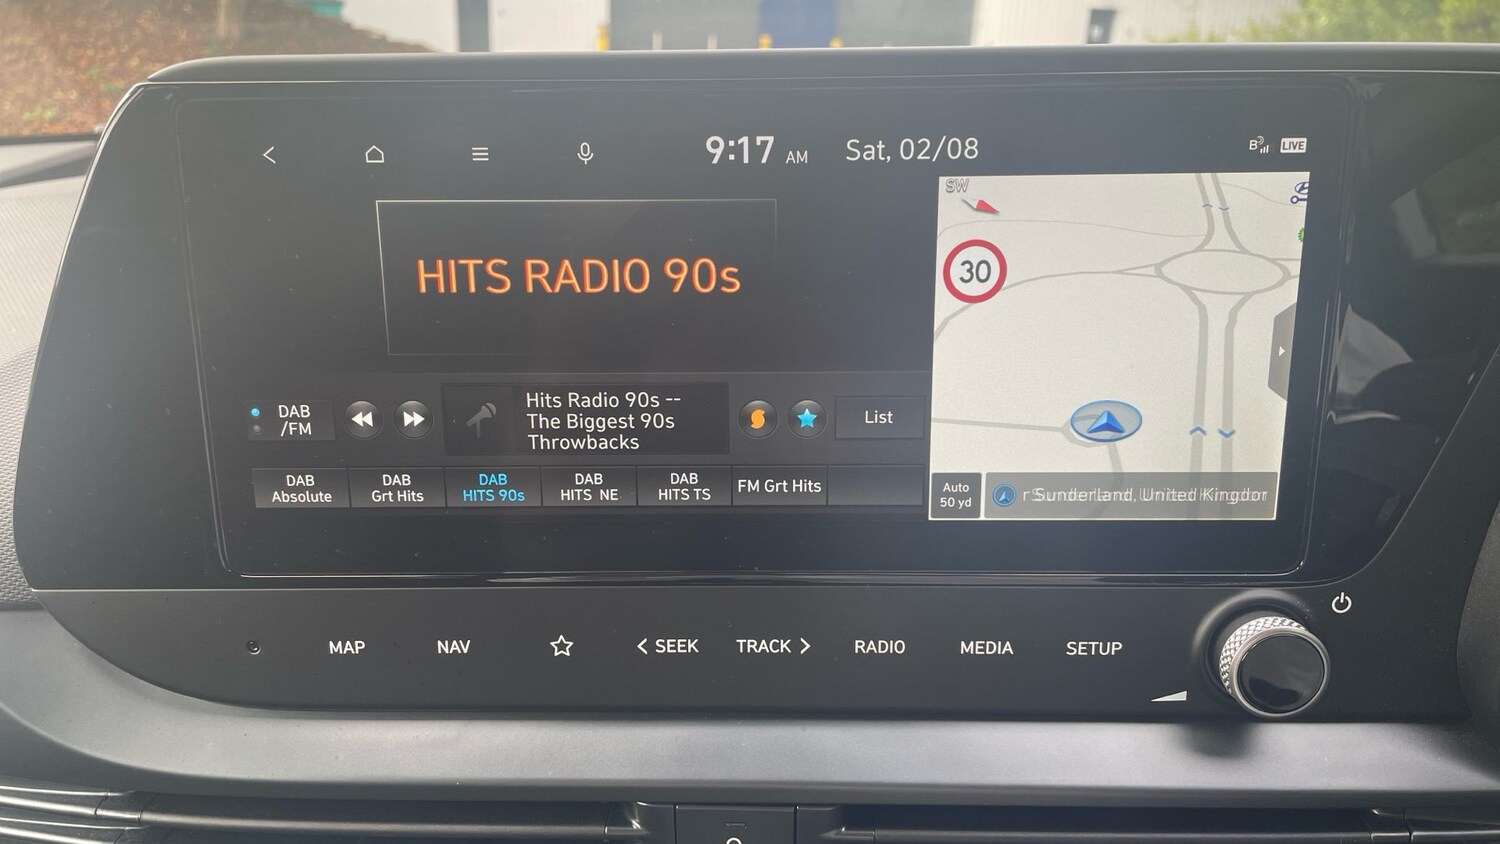 9:17 AM Sat, 02/08
LIVE
SW
30
HITS RADIO 90s
DAB
/FM
Hits Radio 90s --
The Biggest 90s
Throwbacks
List
DAB
Absolute
DAB
Grt Hits
DAB
HITS 90s
DAB
HITS NE
DAB
HITS TS
FM Grt Hits
Auto
50 yd
r Sunderland, United Kingdor
MAP
NAV
SEEK
TRACK
RADIO
MEDIA
SETUP